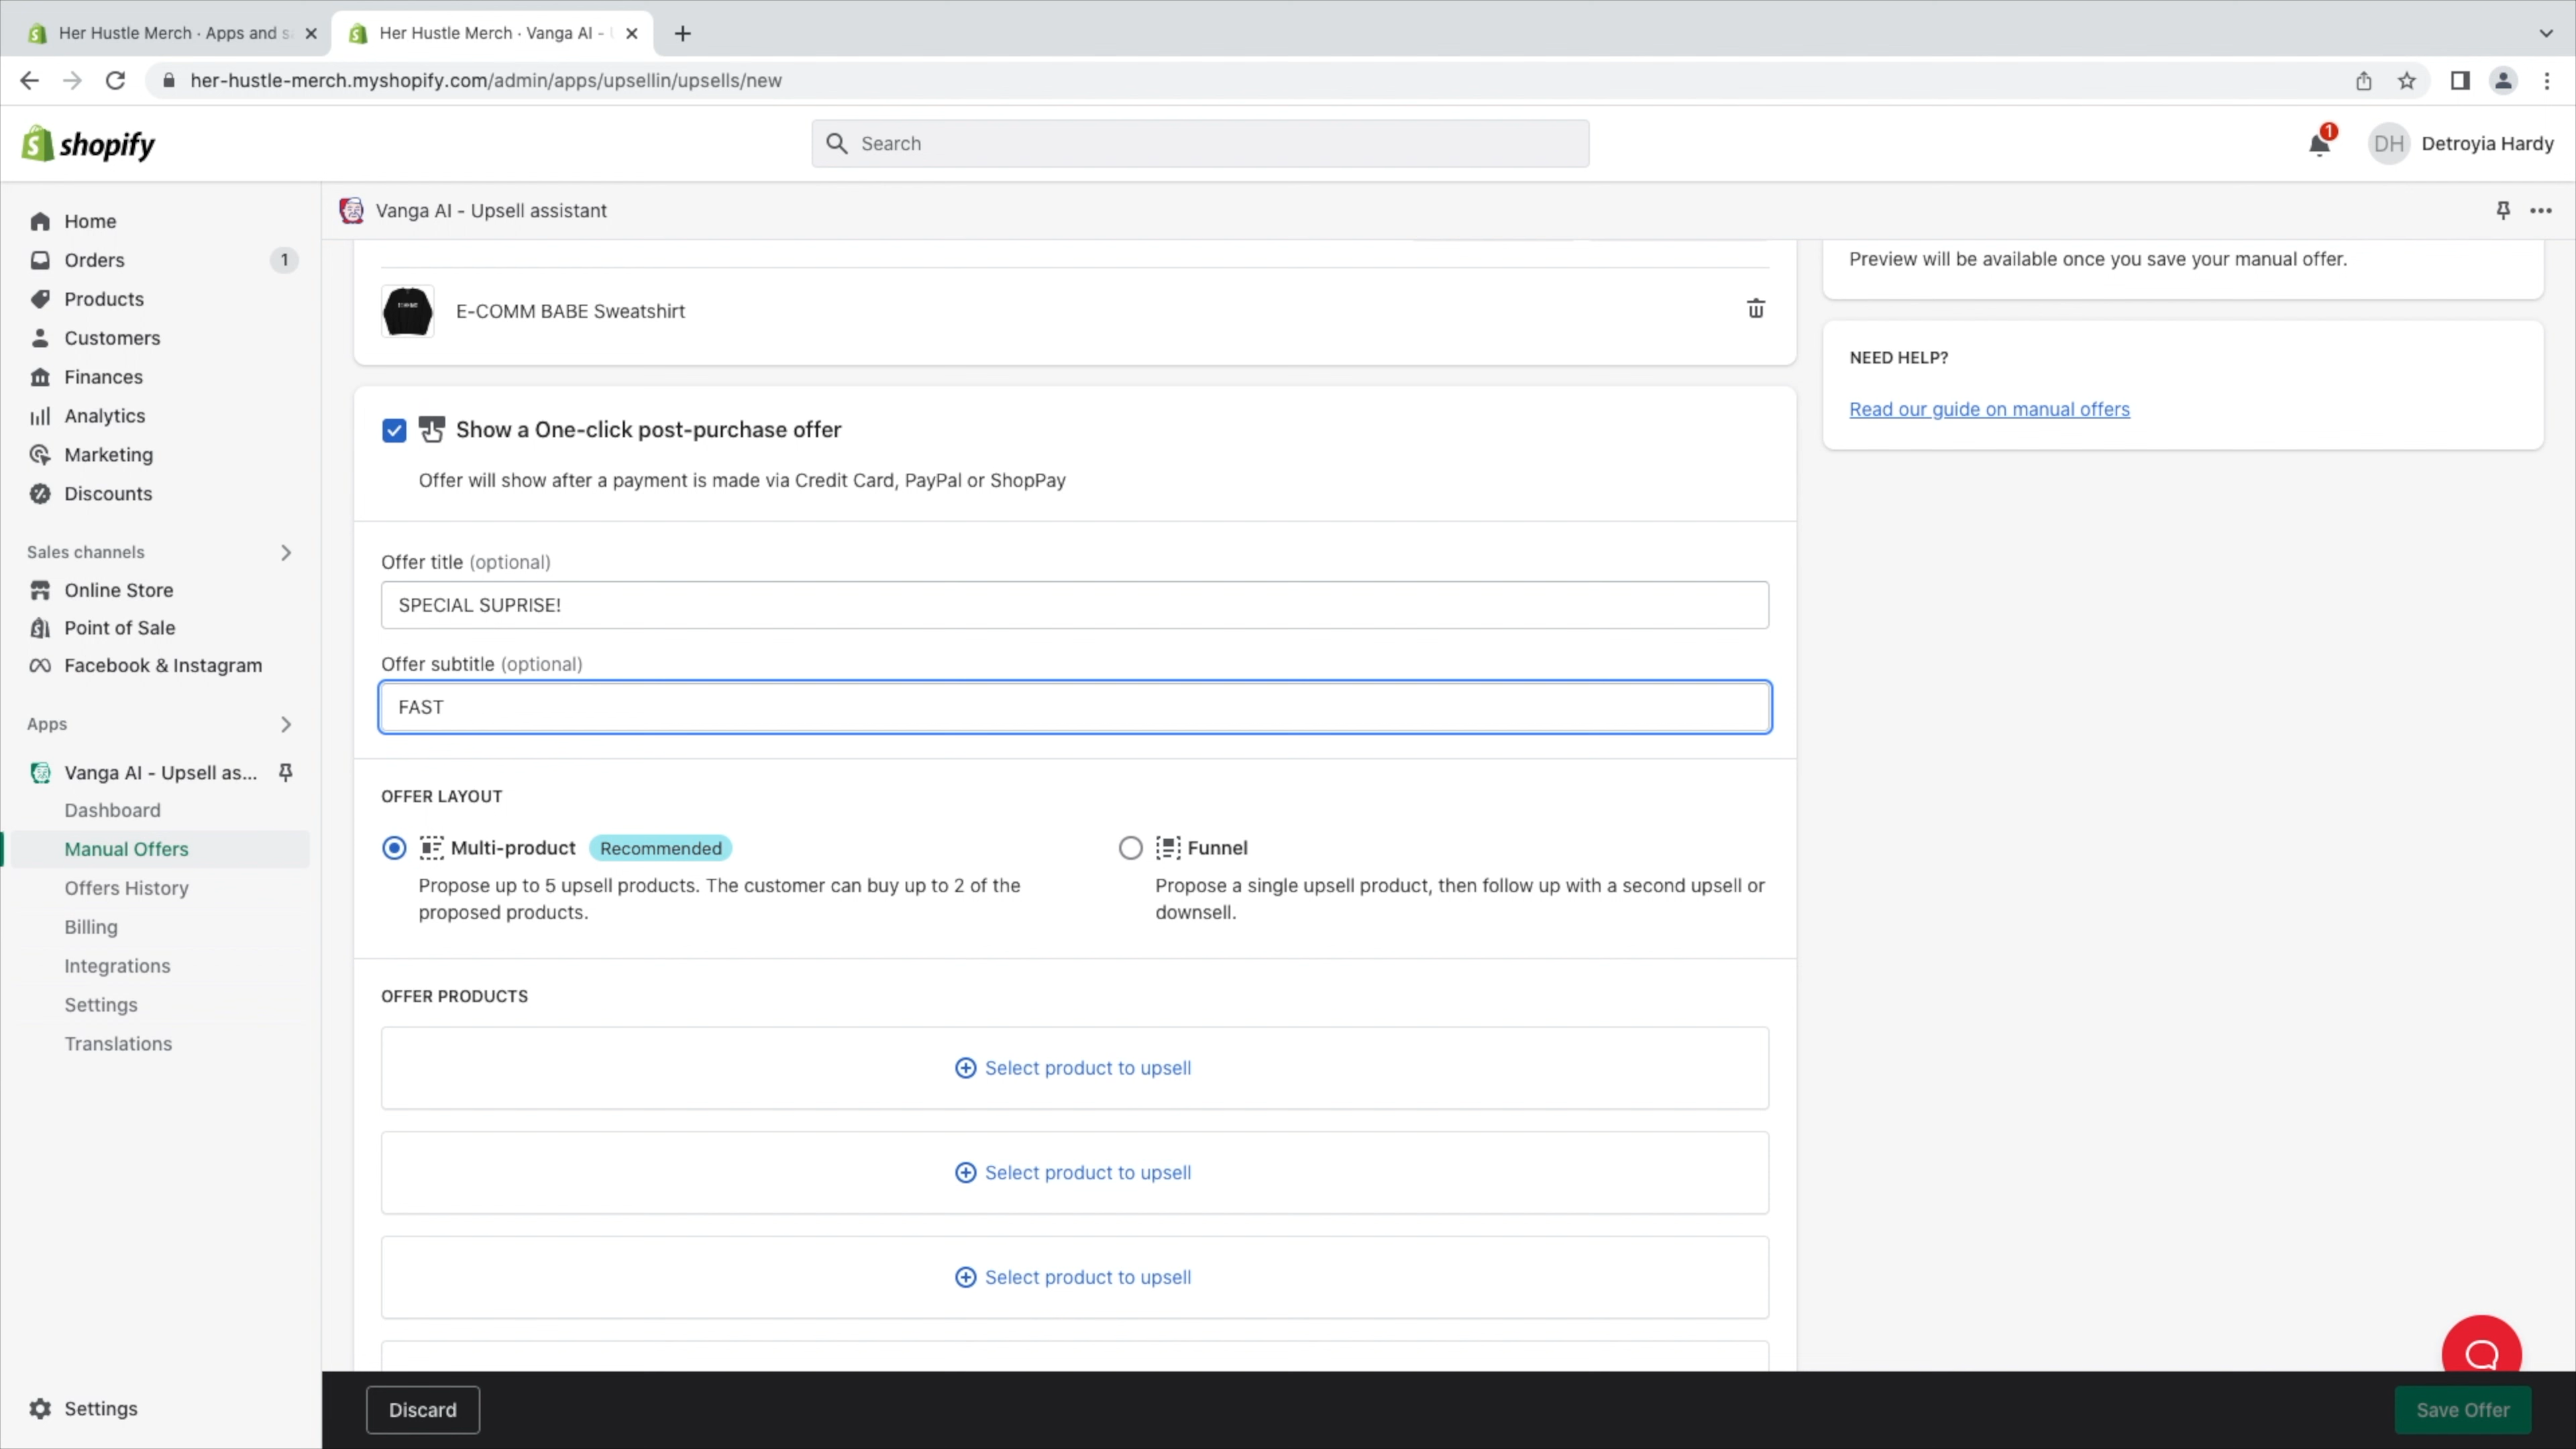 Her Hustle Merch · Apps and s
Her Hustle Merch · Vanga AI -
her-hustle-merch.myshopify.com/admin/apps/upsellin/upsells/new
shopify
Search
1
DH
Detroyia Hardy
Home
Orders
1
Products
Customers
Finances
Analytics
Marketing
Discounts
Sales channels
Online Store
Point of Sale
Facebook & Instagram
Apps
Vanga AI - Upsell as...
Dashboard
Manual Offers
Offers History
Billing
Integrations
Settings
Translations
Settings
Vanga AI - Upsell assistant
E-COMM BABE Sweatshirt
Show a One-click post-purchase offer
Offer will show after a payment is made via Credit Card, PayPal or ShopPay
Offer title (optional)
SPECIAL SUPRISE!
Offer subtitle (optional)
FAST
OFFER LAYOUT
Multi-product Recommended
Propose up to 5 upsell products. The customer can buy up to 2 of the
proposed products.
Funnel
Propose a single upsell product, then follow up with a second upsell or
downsell.
OFFER PRODUCTS
Select product to upsell
Select product to upsell
Select product to upsell
Preview will be available once you save your manual offer.
NEED HELP?
Read our guide on manual offers
Discard
Save Offer